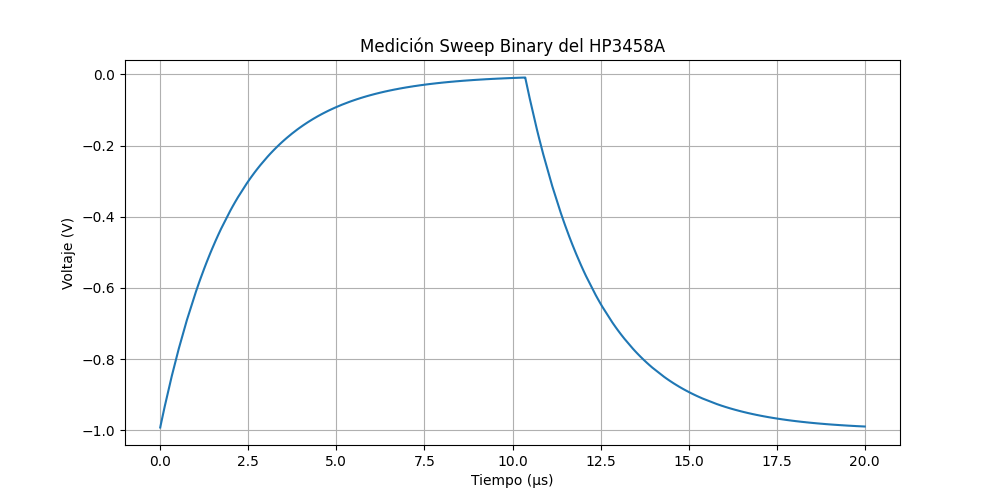 Medición Sweep Binary del HP3458A
0.0
−0.2
−0.4
−0.6
−0.8
−1.0
Voltaje (V)
0.0 2.5 5.0 7.5 10.0 12.5 15.0 17.5 20.0
Tiempo (μs)